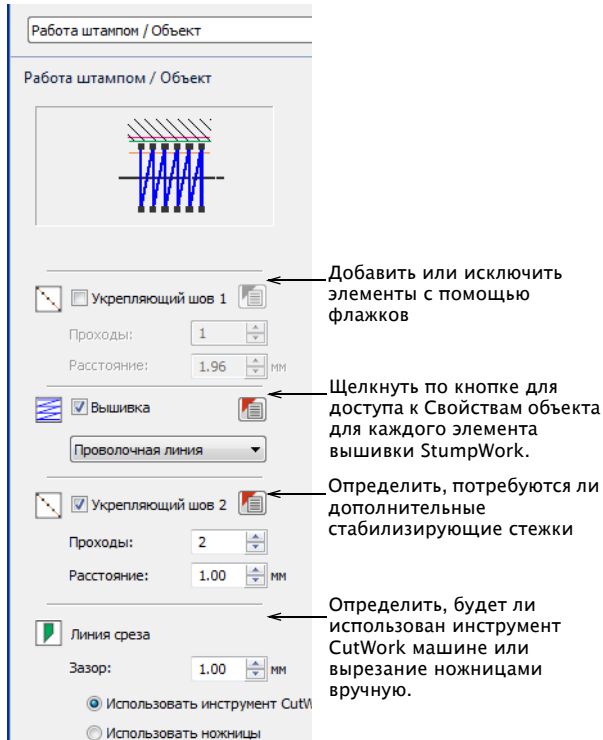 Работа штампом / Объект
Работа штампом / Объект
Укрепляющий шов 1
Проходы: 1
Расстояние: 1.96 мм
Вышивка
Проволочная линия
Укрепляющий шов 2
Проходы: 2
Расстояние: 1.00 мм
Линия среза
Зазор: 1.00 мм
Использовать инструмент CutW
Использовать ножницы
Добавить или исключить
элементы с помощью
флажков
Щелкнуть по кнопке для
доступа к Свойствам объекта
для каждого элемента
вышивки StumpWork.
Определить, потребуются ли
дополнительные
стабилизирующие стежки
Определить, будет ли
использован инструмент
CutWork машине или
вырезание ножницами
вручную.